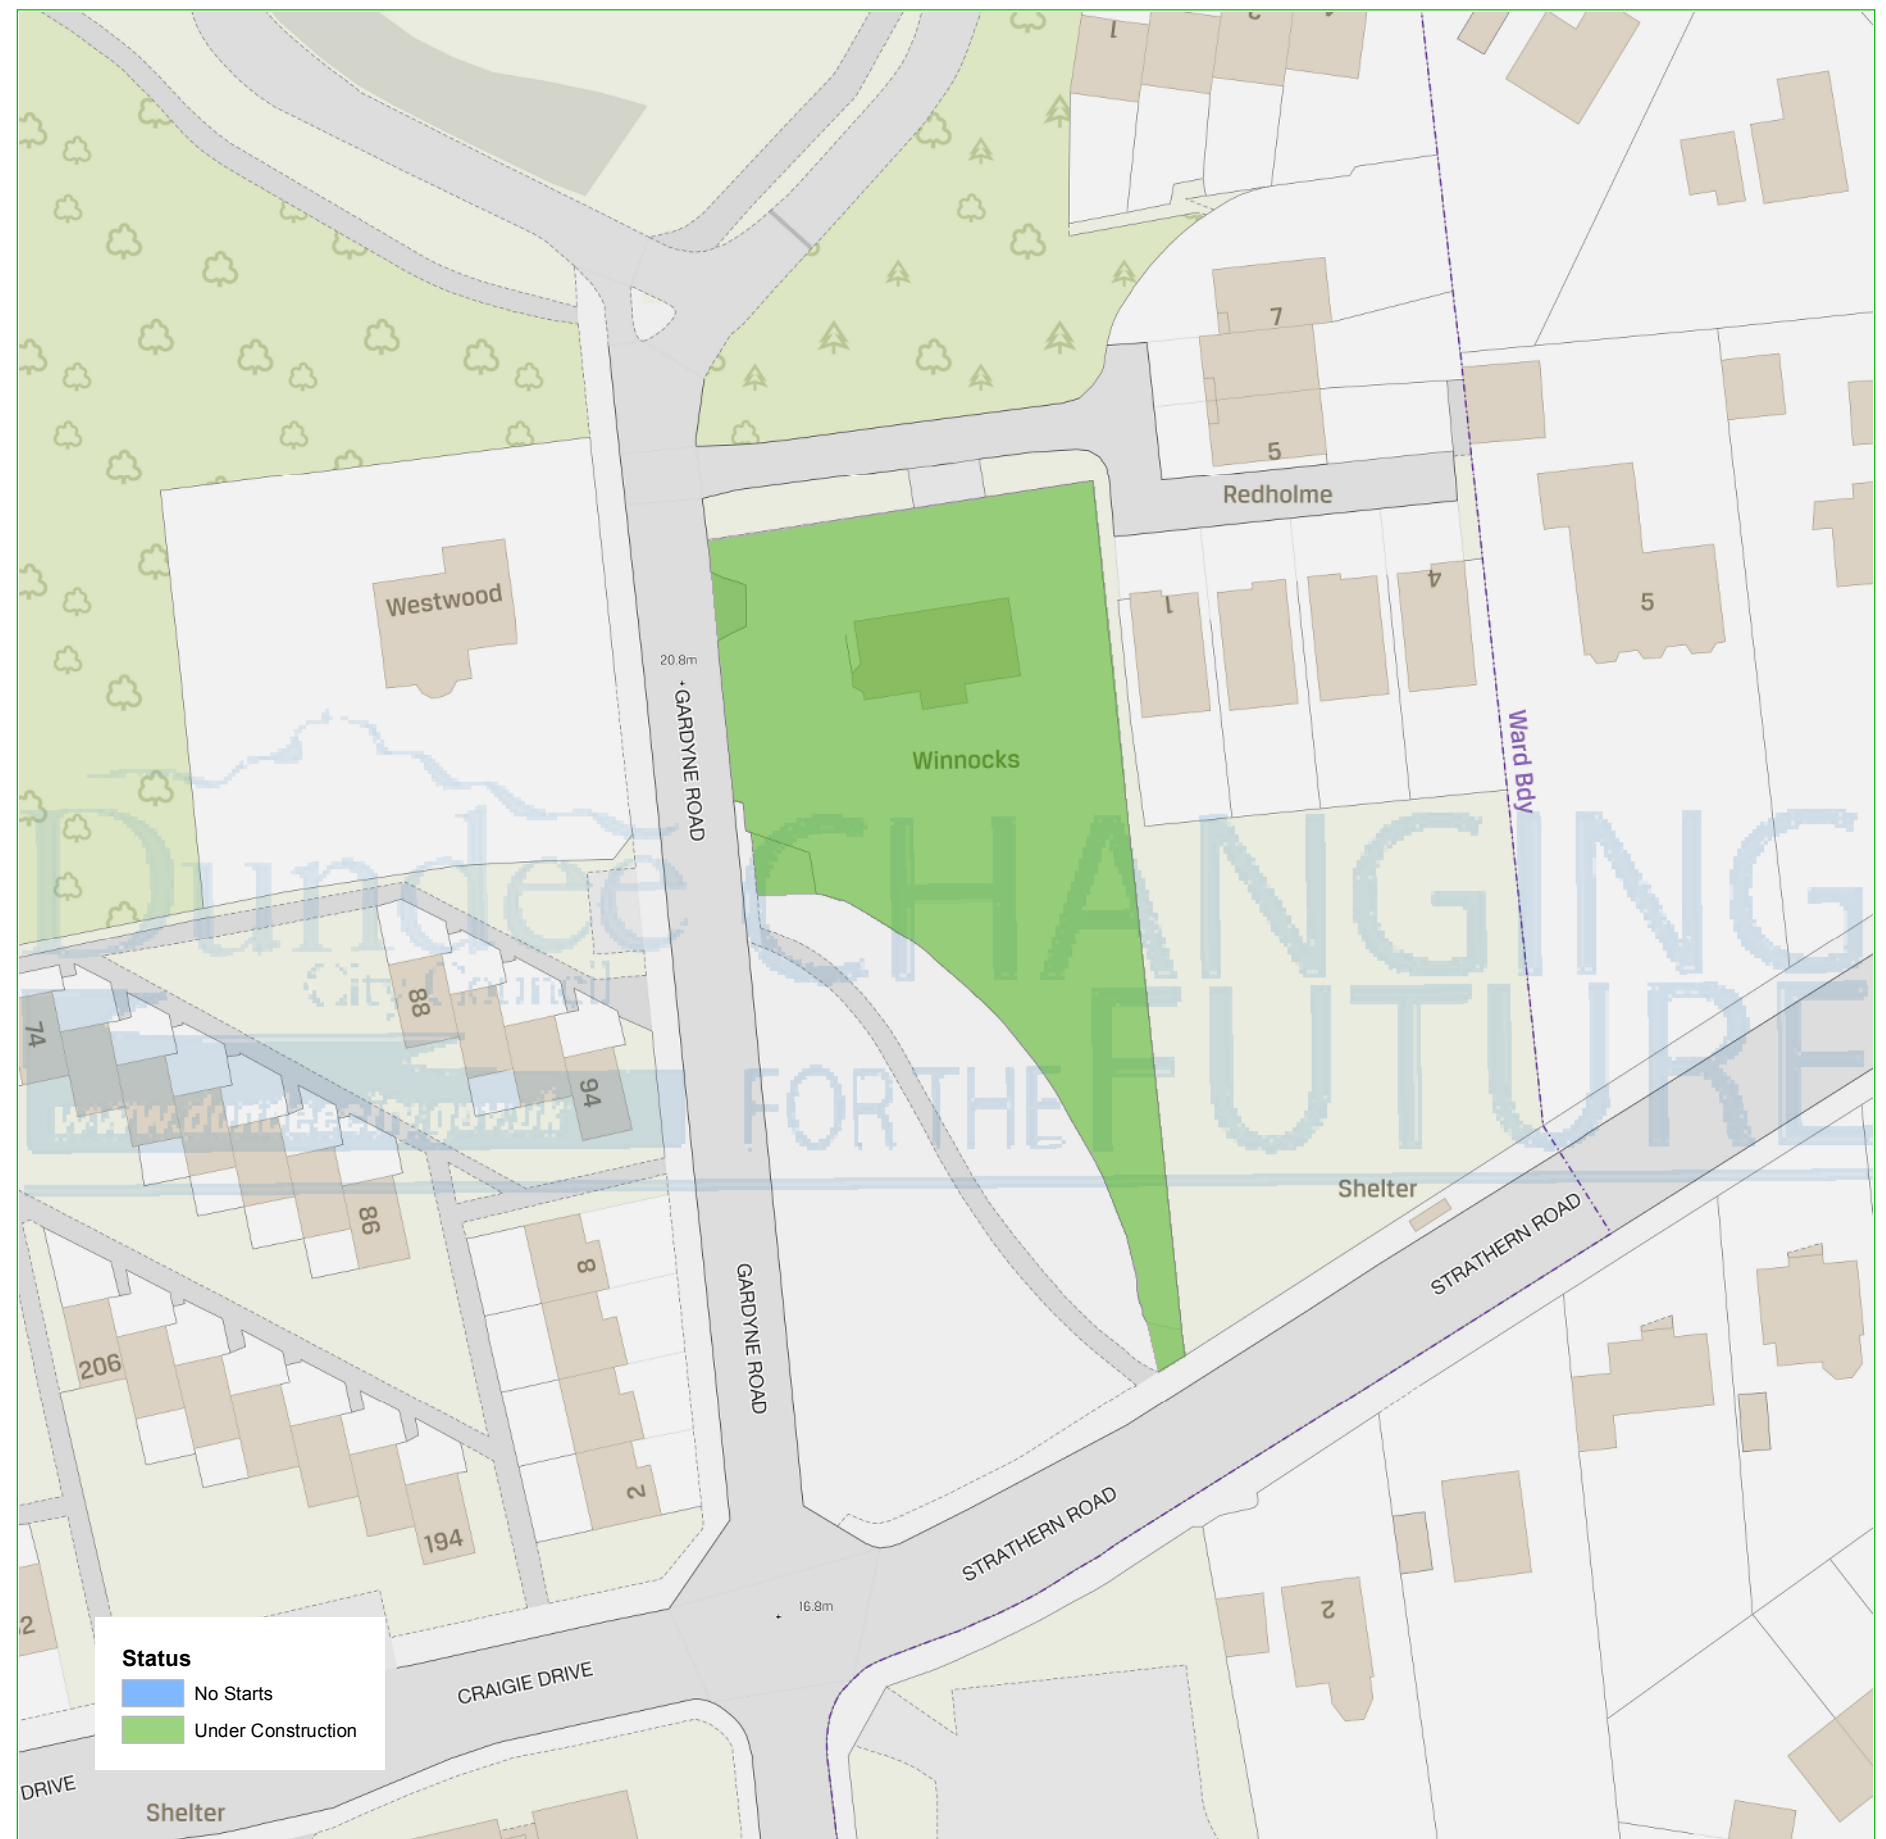 1
7
5
Redholme
Westwood
1
4
5
20.8m
GARDYNE ROAD
Winnocks
Ward Bdy
Dundee
City Council
CHANGING
FOR THE FUTURE
www.dundeecity.gov.uk
74
88
94
86
8
Shelter
STRATHERN ROAD
GARDYNE ROAD
206
2
194
STRATHERN ROAD
16.8m
2
2
CRAIGIE DRIVE
Status
No Starts
Under Construction
DRIVE
Shelter